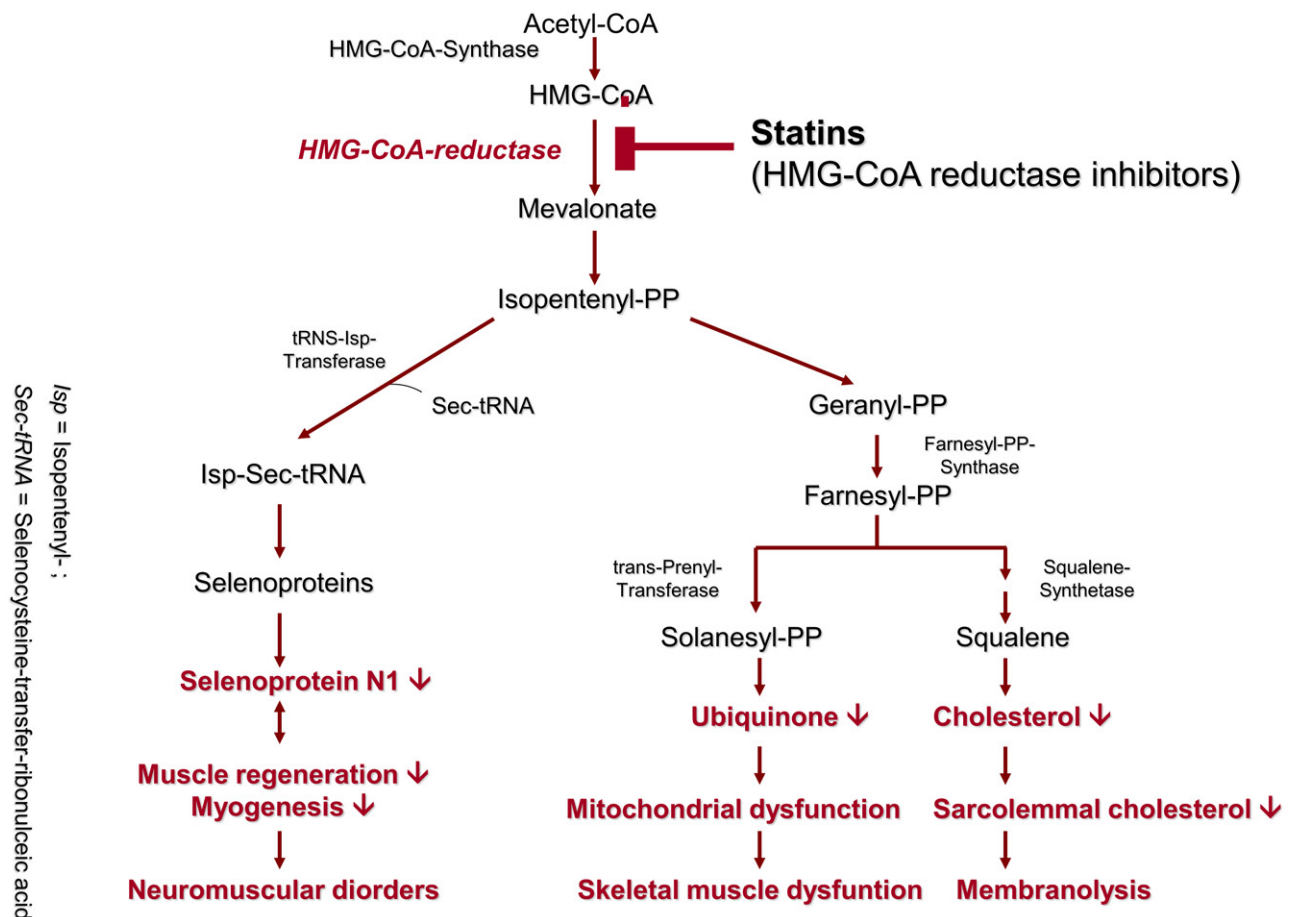 Acetyl-CoA
HMG-CoA-Synthase
HMG-CoA
HMG-CoA-reductase
Statins
(HMG-CoA reductase inhibitors)
Mevalonate
Isopentenyl-PP
tRNS-Isp-
Transferase
Sec-tRNA
Isp-Sec-tRNA
Selenoproteins
Selenoprotein N1 ↓
Muscle regeneration ↓
Myogenesis ↓
Neuromuscular diorders
Geranyl-PP
Farnesyl-PP-
Synthase
Farnesyl-PP
trans-Prenyl-
Transferase
Solanesyl-PP
Ubiquinone ↓
Mitochondrial dysfunction
Skeletal muscle dysfuntion
Squalene-
Synthetase
Squalene
Cholesterol ↓
Sarcolemmal cholesterol ↓
Membranolysis
Isp = Isopentenyl- ;
Sec-tRNA = Selenocysteine-transfer-ribonulceic acid